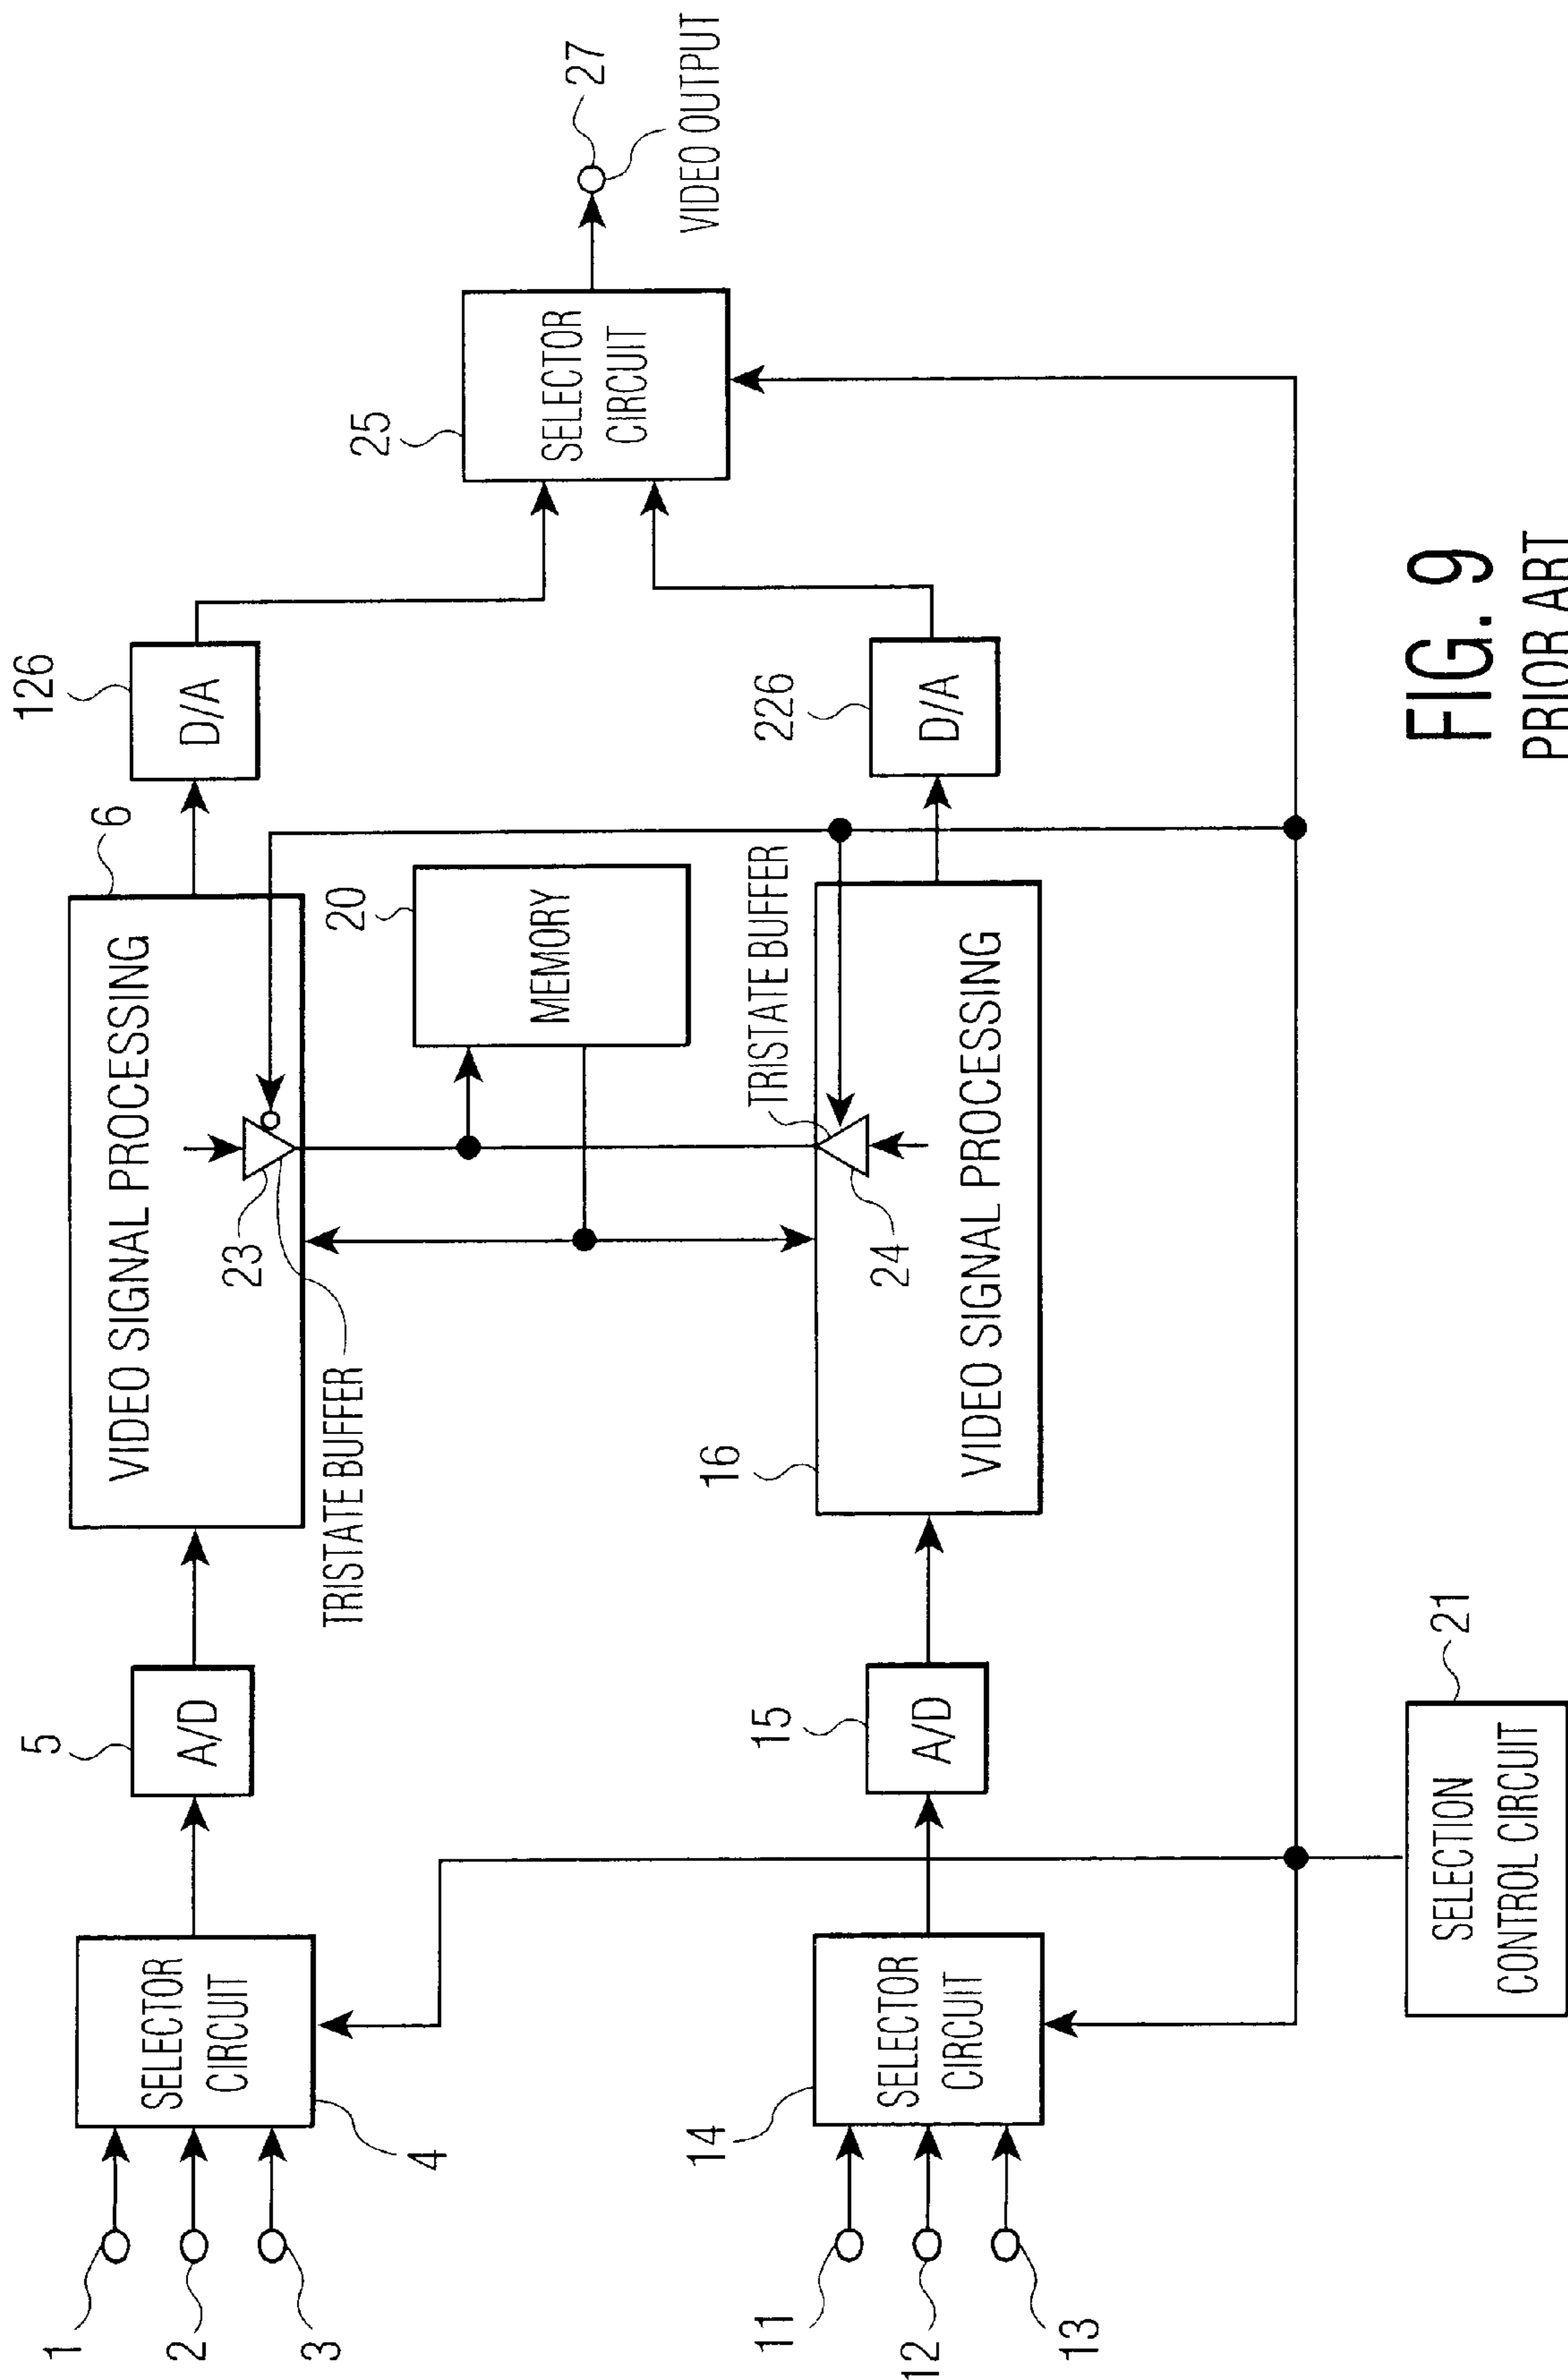 1
2
3
SELECTOR
CIRCUIT
4
5
A/D
VIDEO SIGNAL PROCESSING
6
23
TRISTATE BUFFER
126
D/A
20
MEMORY
25
SELECTOR
CIRCUIT
27
VIDEO OUTPUT
11
12
13
14
SELECTOR
CIRCUIT
15
A/D
16
TRISTATE BUFFER
24
VIDEO SIGNAL PROCESSING
226
D/A
21
SELECTION
CONTROL CIRCUIT
FIG. 9
PRIOR ART